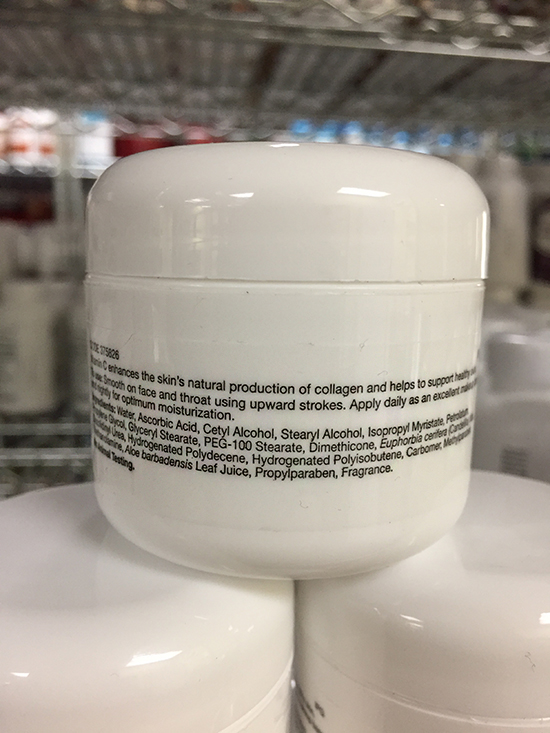 375826
C enhances the skin's natural production of collagen and helps to support healthy
Smooth on face and throat using upward strokes. Apply daily as an excellent
nightly for optimum moisturization.
Water, Ascorbic Acid, Cetyl Alcohol, Stearyl Alcohol, Isopropyl Myristate,
Glycol, Glyceryl Stearate, PEG-100 Stearate, Dimethicone, Euphorbia cerifera
Urea, Hydrogenated Polydecene, Hydrogenated Polyisobutene, Carbomer,
Aloe barbadensis Leaf Juice, Propylparaben, Fragrance.
Testing.